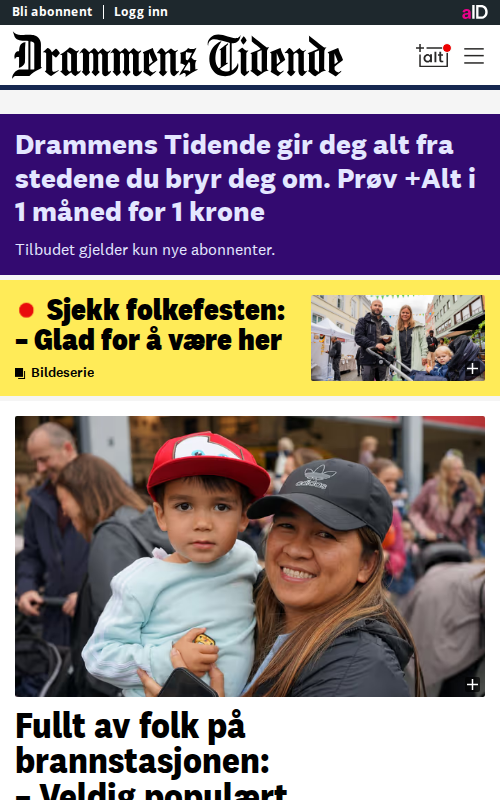 Bli abonnent | Logg inn
aID
Drammens Tidende
+alt
Drammens Tidende gir deg alt fra
stedene du bryr deg om. Prøv +Alt i
1 måned for 1 krone
Tilbudet gjelder kun nye abonnenter.
Sjekk folkefesten:
– Glad for å være her
Bildeserie
adidas
Fullt av folk på
brannstasjonen:
– Veldig populært